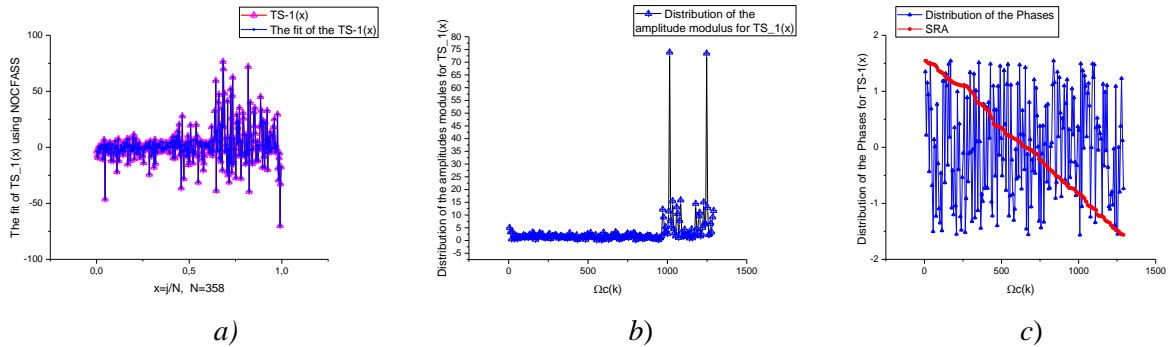 TS-1(x)
The fit of the TS-1(x)
The fit of TS_1(x) using NOCFASS
100
50
0
-50
-100
0,0
0,5
1,0
x=j/N, N=358
a)
Distribution of the
amplitude modulus for TS_1(x)
Distribution of the amplitudes modules for TS_1(x)
80
75
70
65
60
55
50
45
40
35
30
25
20
15
10
5
0
-5
0
500
1000
1500
Ωc(k)
b)
Distribution of the Phases
SRA
Distribution of the Phases for TS-1(x)
2
1
0
-1
-2
0
500
1000
1500
Ωc(k)
c)